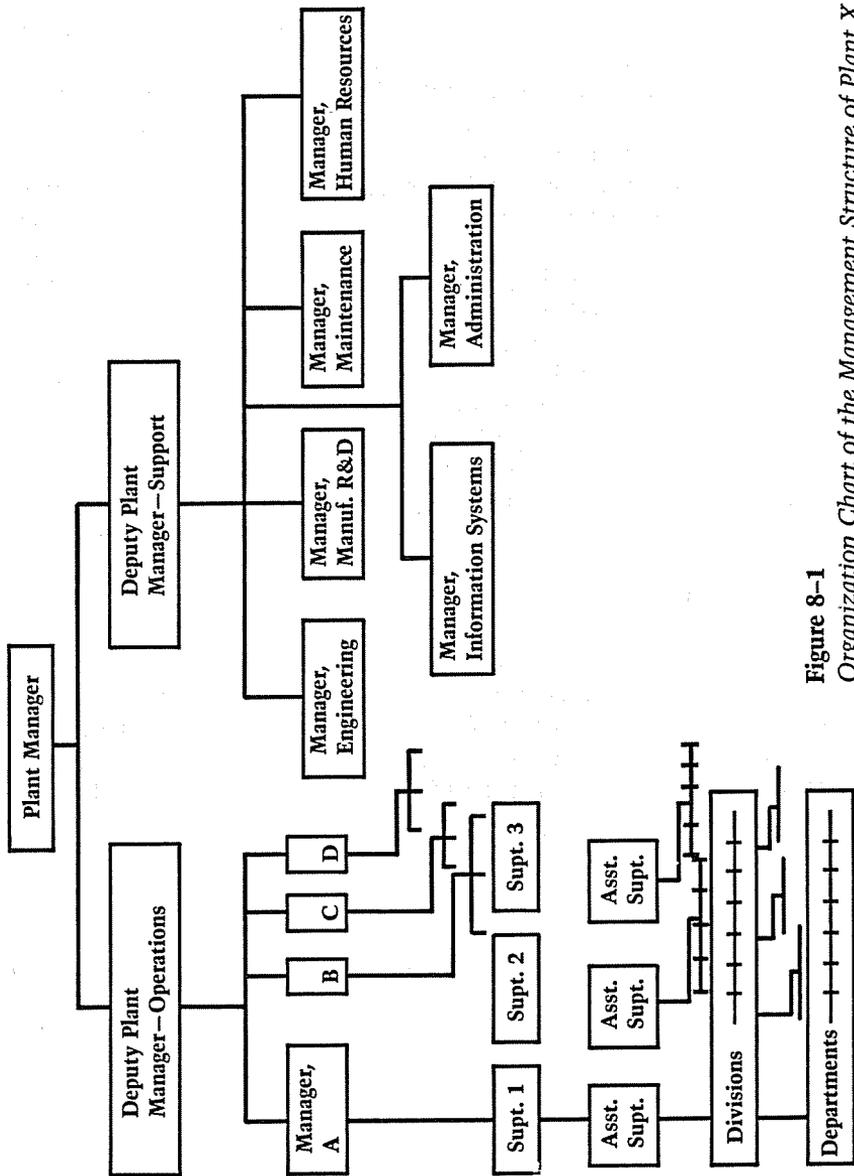 Plant Manager
Deputy Plant
Manager—Operations
Deputy Plant
Manager—Support
Manager,
A
B
C
D
Manager,
Engineering
Manager,
Manuf. R&D
Manager,
Maintenance
Manager,
Human Resources
Manager,
Information Systems
Manager,
Administration
Supt. 1
Supt. 2
Supt. 3
Asst.
Supt.
Asst.
Supt.
Asst.
Supt.
Divisions
Departments
Figure 8–1
Organization Chart of the Management Structure of Plant X